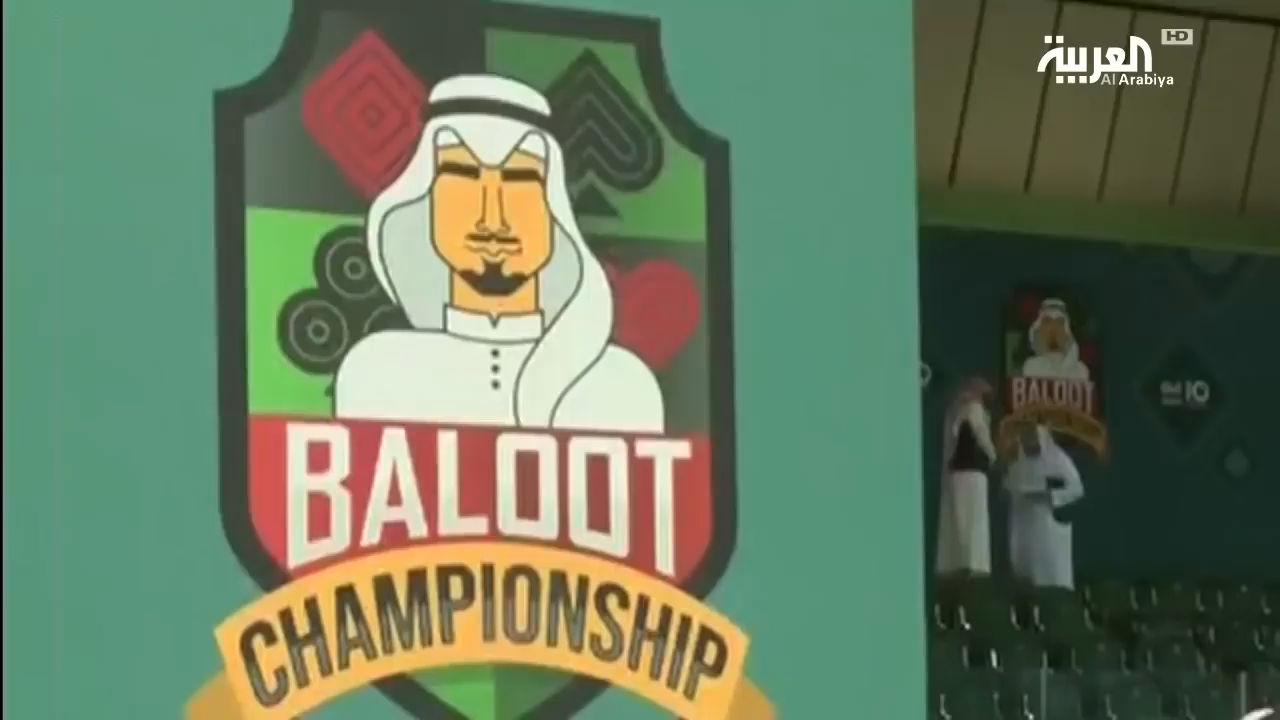 العربية HD
Al Arabiya
BALOOT
CHAMPIONSHIP
BALOOT